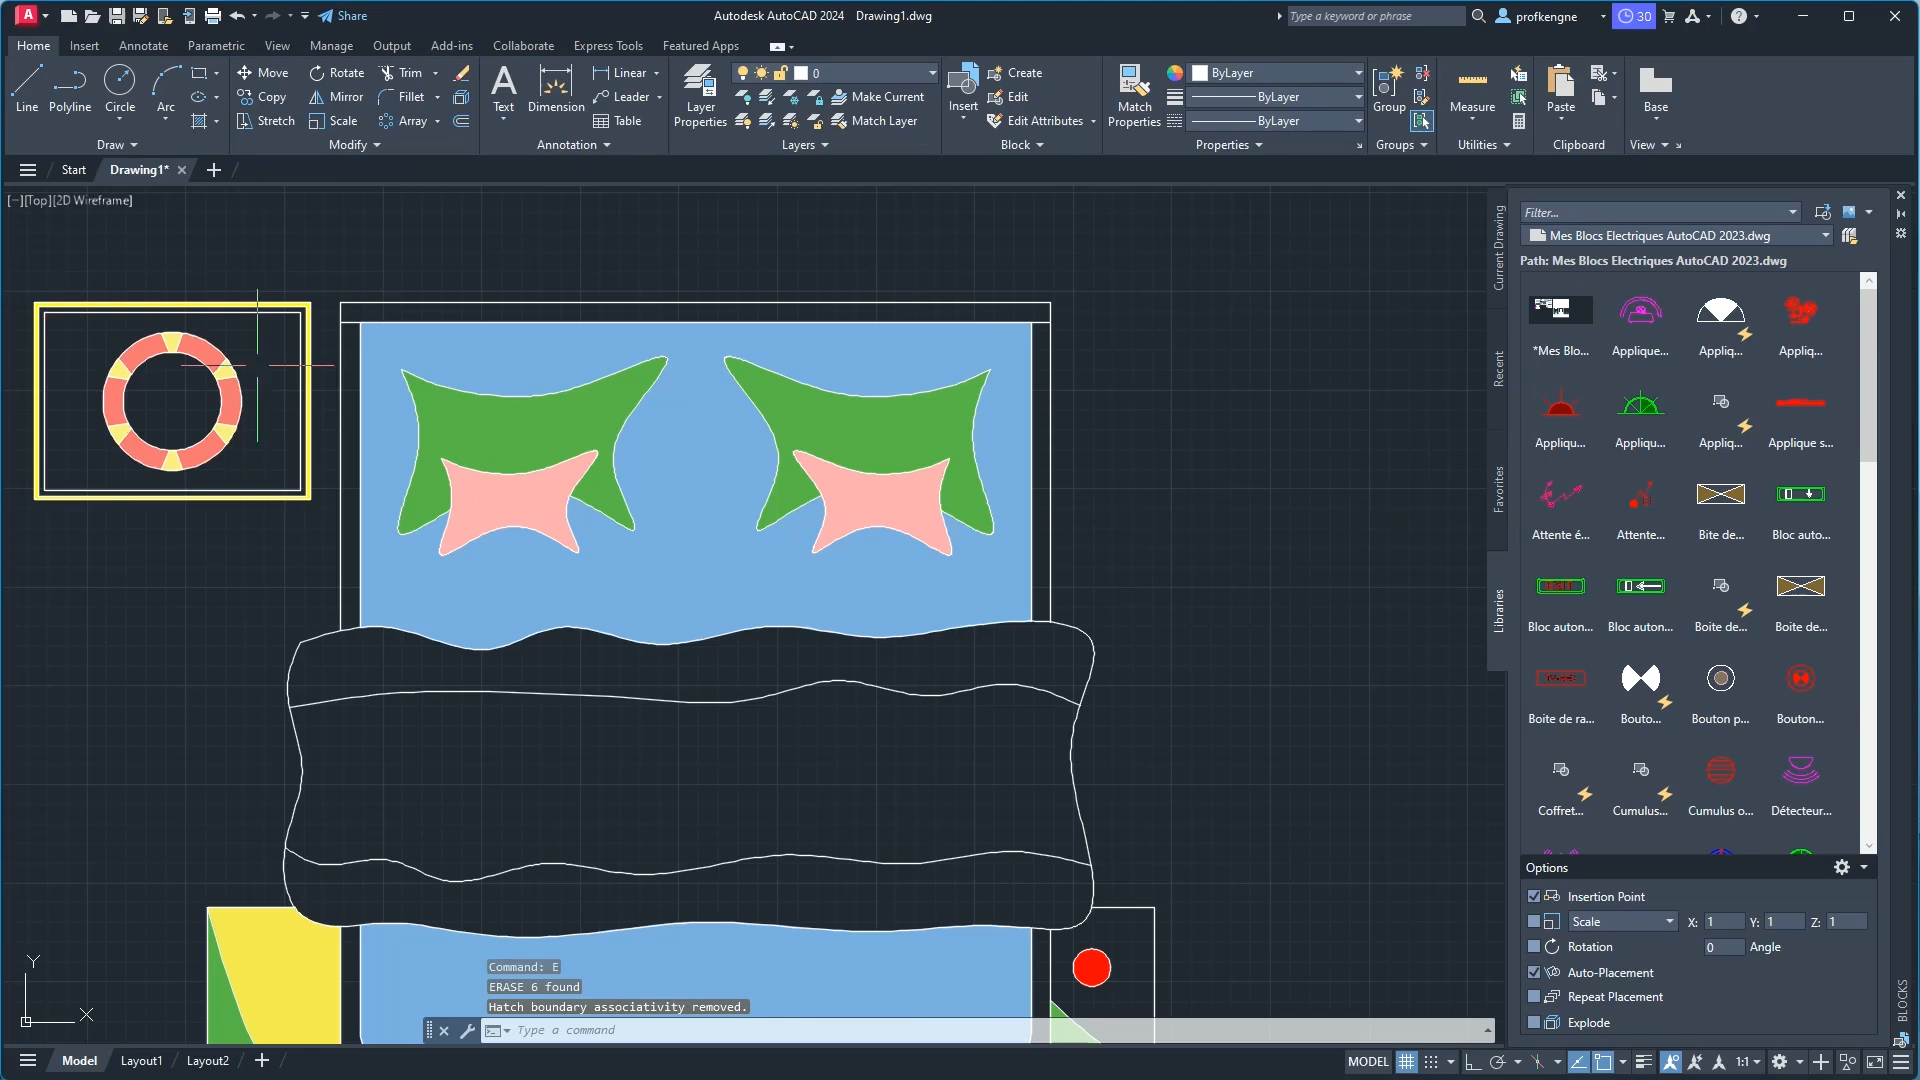 Share
Autodesk AutoCAD 2024 Drawing1.dwg
Type a keyword or phrase
profkengne
30
Home Insert Annotate Parametric View Manage Output Add-ins Collaborate Express Tools Featured Apps
Line Polyline Circle Arc
Draw
Move Rotate Trim
Copy Mirror Fillet
Stretch Scale Array
Modify
Text Dimension
Linear
Leader
Table
Annotation
Layer Properties
0
Make Current
Match Layer
Layers
Insert
Create
Edit
Edit Attributes
Block
Match Properties
ByLayer
ByLayer
ByLayer
Properties
Group
Groups
Measure
Utilities
Paste
Clipboard
Base
View
Start Drawing1*
[−][Top][2D Wireframe]
Current Drawing
Recent
Favorites
Libraries
Filter...
Mes Blocs Electriques AutoCAD 2023.dwg
Path: Mes Blocs Electriques AutoCAD 2023.dwg
*Mes Blo... Applique... Appliq... Appliq...
Appliqu... Appliqu... Appliq... Applique s...
Attente é... Attente... Bite de... Bloc auto...
Bloc auton... Bloc auton... Boite de... Boite de...
Boite de ra... Bouto... Bouton p... Bouton...
Coffret... Cumulus... Cumulus o... Détecteur...
Options
Insertion Point
Scale X: 1 Y: 1 Z: 1
Rotation 0 Angle
Auto-Placement
Repeat Placement
Explode
BLOCKS
Y
X
Command: E
ERASE 6 found
Hatch boundary associativity removed.
Type a command
Model Layout1 Layout2
MODEL
1:1